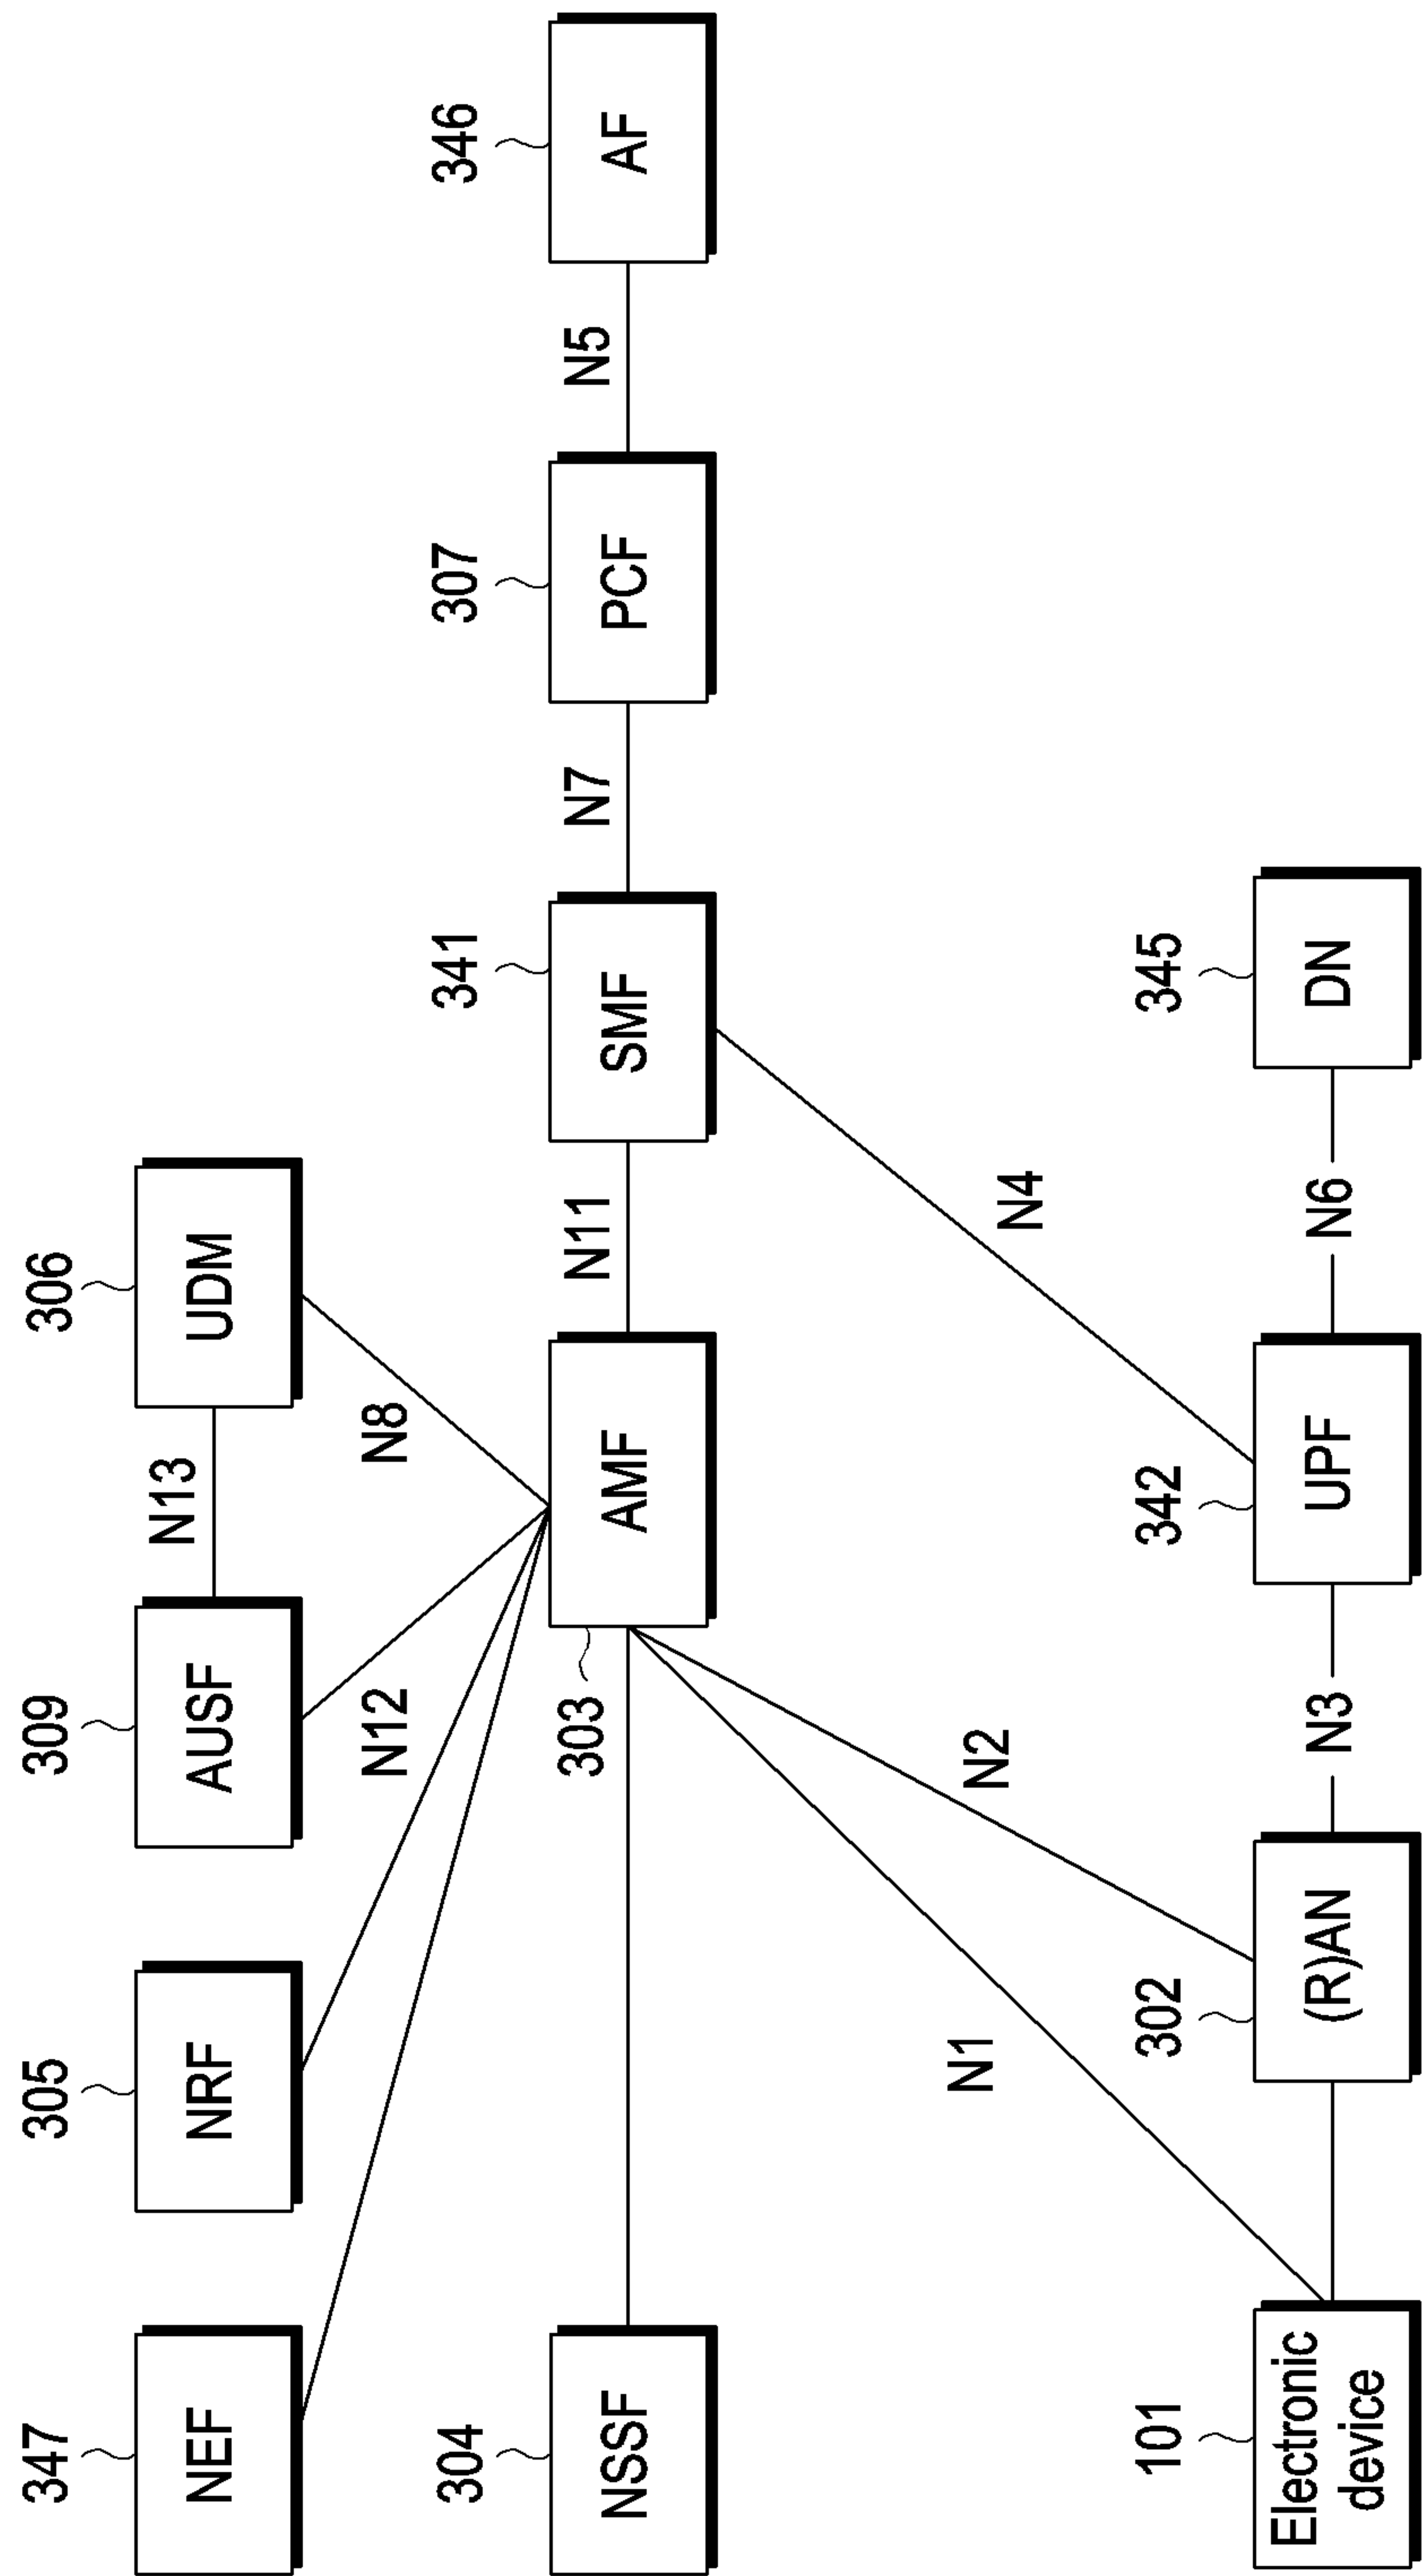 347
305
309
306
NEF
NRF
AUSF
N13
UDM
N12
N8
304
303
341
307
346
NSSF
AMF
N11
SMF
N7
PCF
N5
AF
N1
N2
N4
101
302
342
345
Electronic
device
(R)AN
N3
UPF
N6
DN